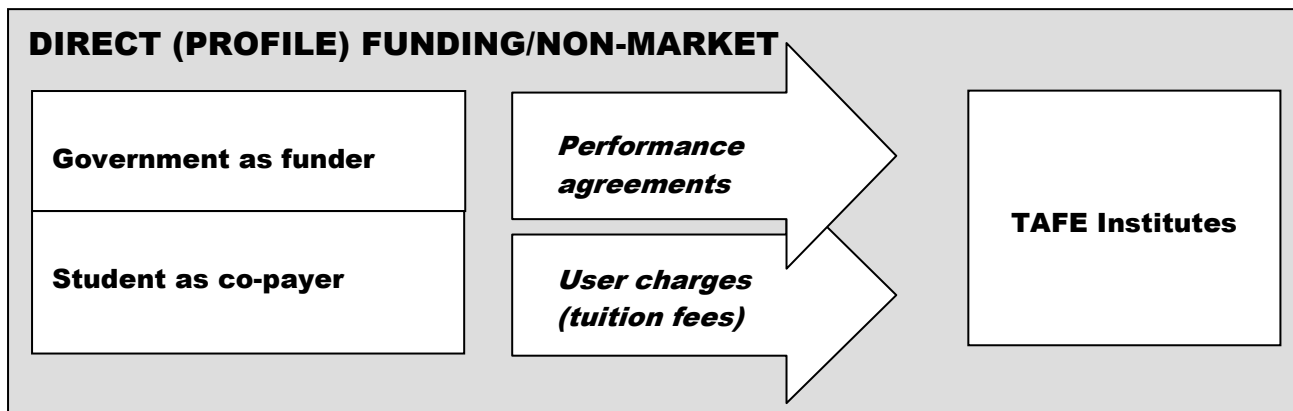 DIRECT (PROFILE) FUNDING/NON-MARKET
Government as funder
Performance
agreements
TAFE Institutes
Student as co-payer
User charges
(tuition fees)